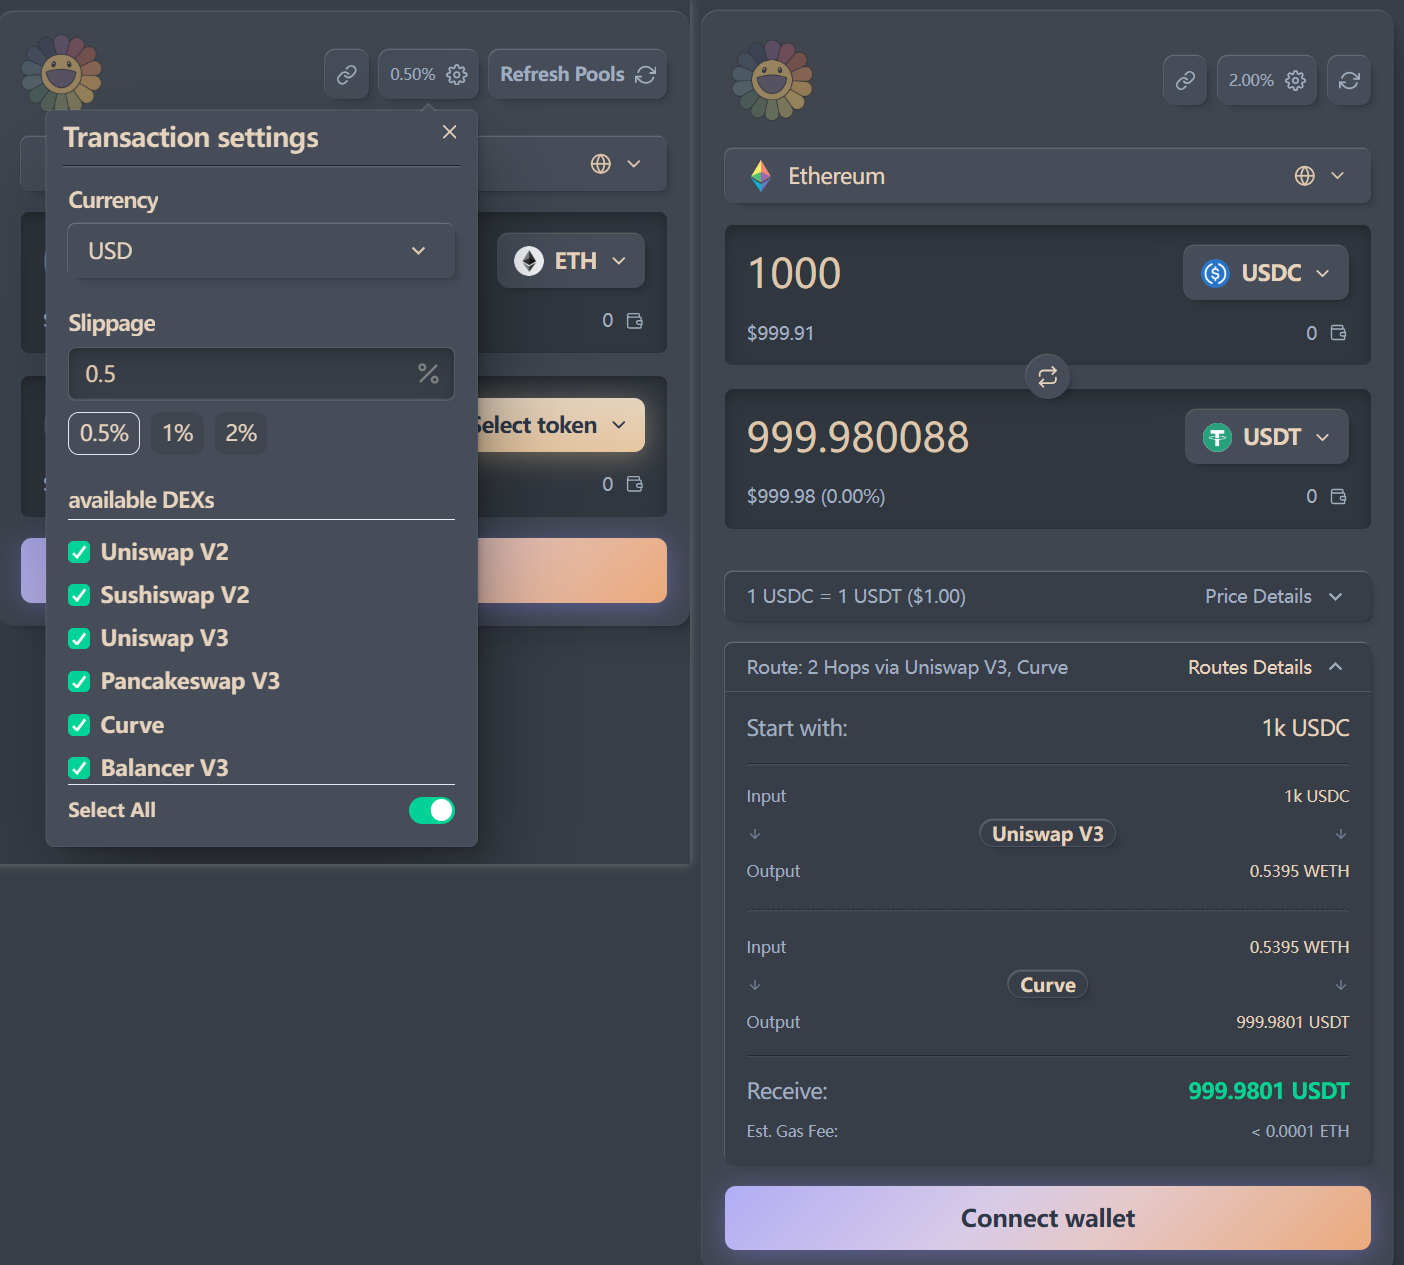 0.50%
Refresh Pools
Transaction settings
Currency
USD
ETH
0
Slippage
0.5 %
0.5% 1% 2%
Select token
0
available DEXs
Uniswap V2
Sushiswap V2
Uniswap V3
Pancakeswap V3
Curve
Balancer V3
Select All
2.00%
Ethereum
1000
USDC
$999.91
0
999.980088
USDT
$999.98 (0.00%)
0
1 USDC = 1 USDT ($1.00)
Price Details
Route: 2 Hops via Uniswap V3, Curve
Routes Details
Start with:
1k USDC
Input
1k USDC
Uniswap V3
Output
0.5395 WETH
Input
0.5395 WETH
Curve
Output
999.9801 USDT
Receive:
999.9801 USDT
Est. Gas Fee:
< 0.0001 ETH
Connect wallet